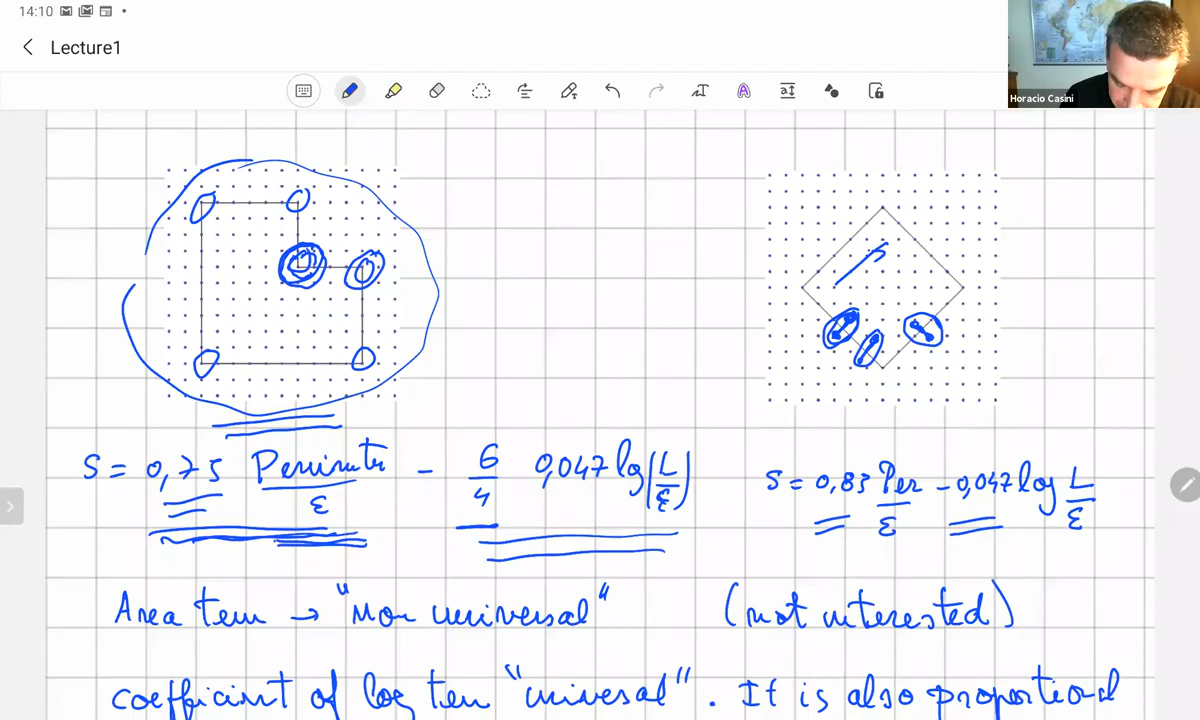 14:10
Lecture1
Horacio Casini
S = 0,75 Perimeter/ε - 6/4 0,047 log(L/ε)
S = 0,83 Per/ε - 0,047 log L/ε
Area term → "Non universal" (not interested)
coefficient of log term "universal". It is also proportional